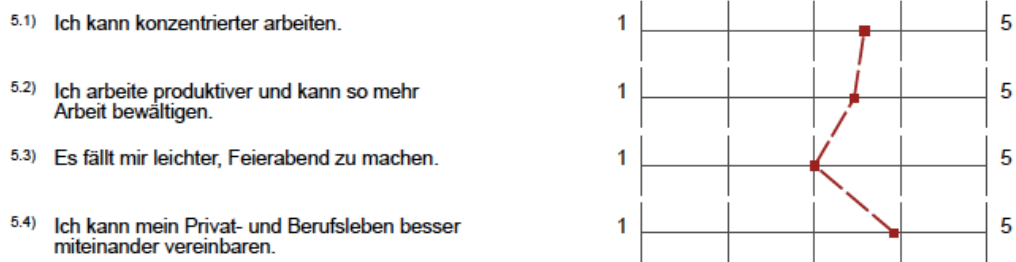 5.1) Ich kann konzentrierter arbeiten. 1 5
5.2) Ich arbeite produktiver und kann so mehr 1 5
Arbeit bewältigen.
5.3) Es fällt mir leichter, Feierabend zu machen. 1 5
5.4) Ich kann mein Privat- und Berufsleben besser 1 5
miteinander vereinbaren.